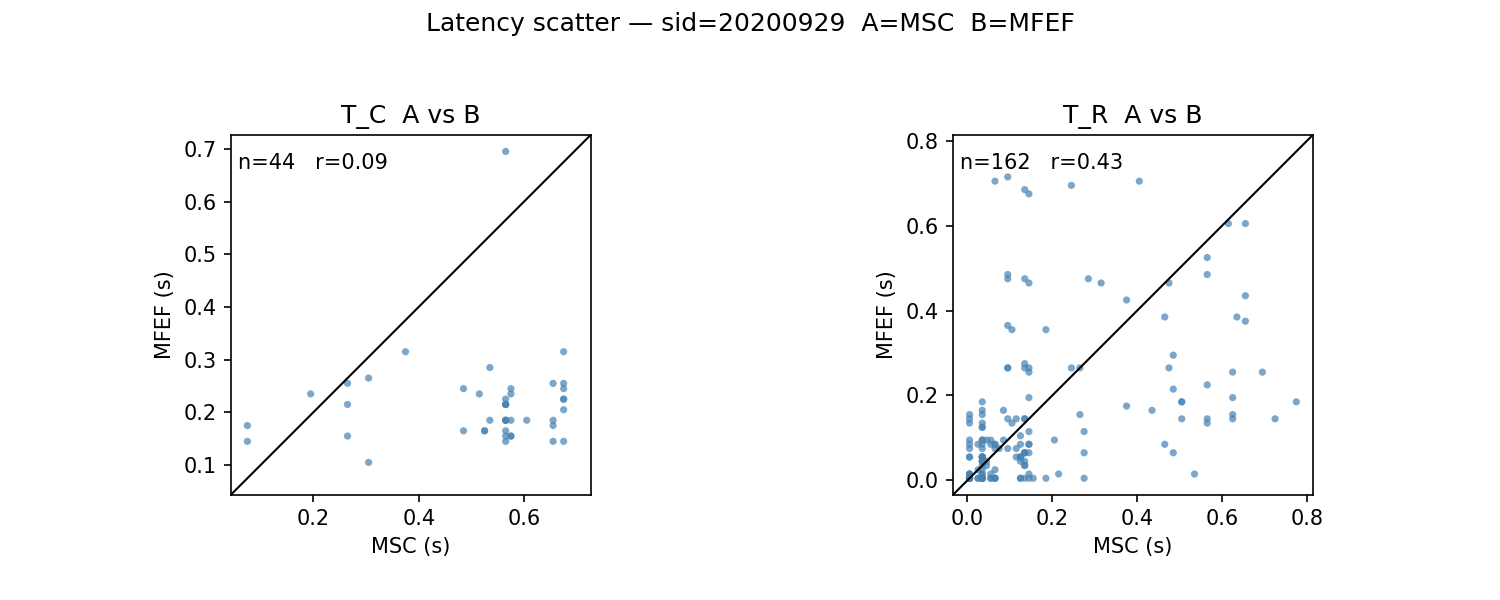 Latency scatter — sid=20200929  A=MSC  B=MFEF
T_C  A vs B
n=44   r=0.09
0.7
0.6
0.5
0.4
0.3
0.2
0.1
MFEF (s)
0.2
0.4
0.6
MSC (s)
T_R  A vs B
n=162   r=0.43
0.8
0.6
0.4
0.2
0.0
MFEF (s)
0.0
0.2
0.4
0.6
0.8
MSC (s)